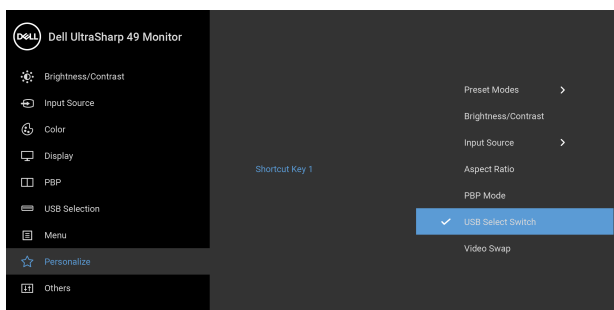 DELL
Dell UltraSharp 49 Monitor
Brightness/Contrast
Input Source
Color
Display
PBP
USB Selection
Menu
Personalize
Others
Shortcut Key 1
Preset Modes
Brightness/Contrast
Input Source
Aspect Ratio
PBP Mode
USB Select Switch
Video Swap